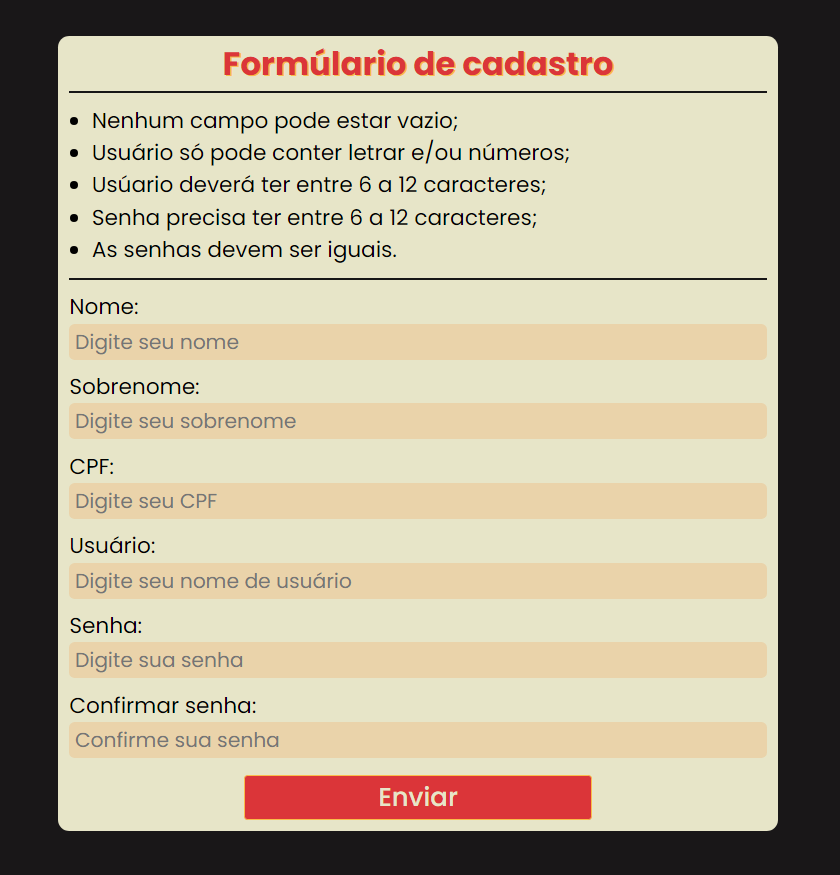 Formúlario de cadastro
Nenhum campo pode estar vazio;
Usuário só pode conter letrar e/ou números;
Usúario deverá ter entre 6 a 12 caracteres;
Senha precisa ter entre 6 a 12 caracteres;
As senhas devem ser iguais.
Nome:
Digite seu nome
Sobrenome:
Digite seu sobrenome
CPF:
Digite seu CPF
Usuário:
Digite seu nome de usuário
Senha:
Digite sua senha
Confirmar senha:
Confirme sua senha
Enviar